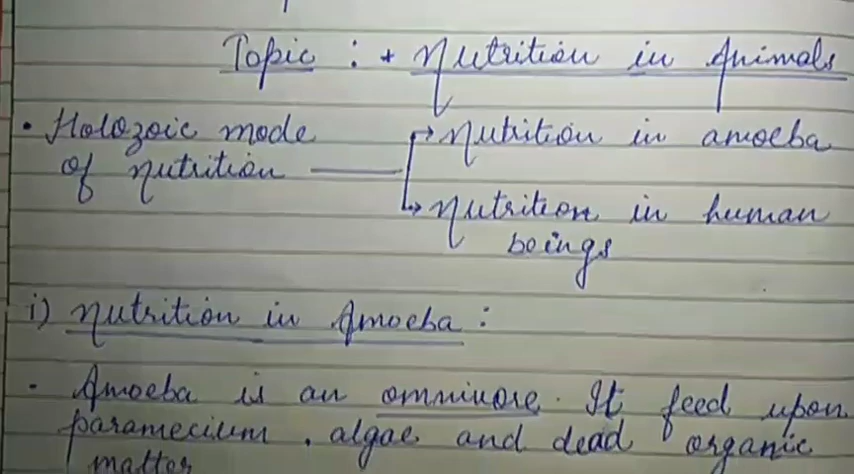 Topic : → Nutrition in Animals
• Holozoic mode
of nutrition
→ nutrition in amoeba
→ nutrition in human
beings
i) Nutrition in Amoeba :
• Amoeba is an omnivore. It feed upon
paramecium, algae and dead organic
matter